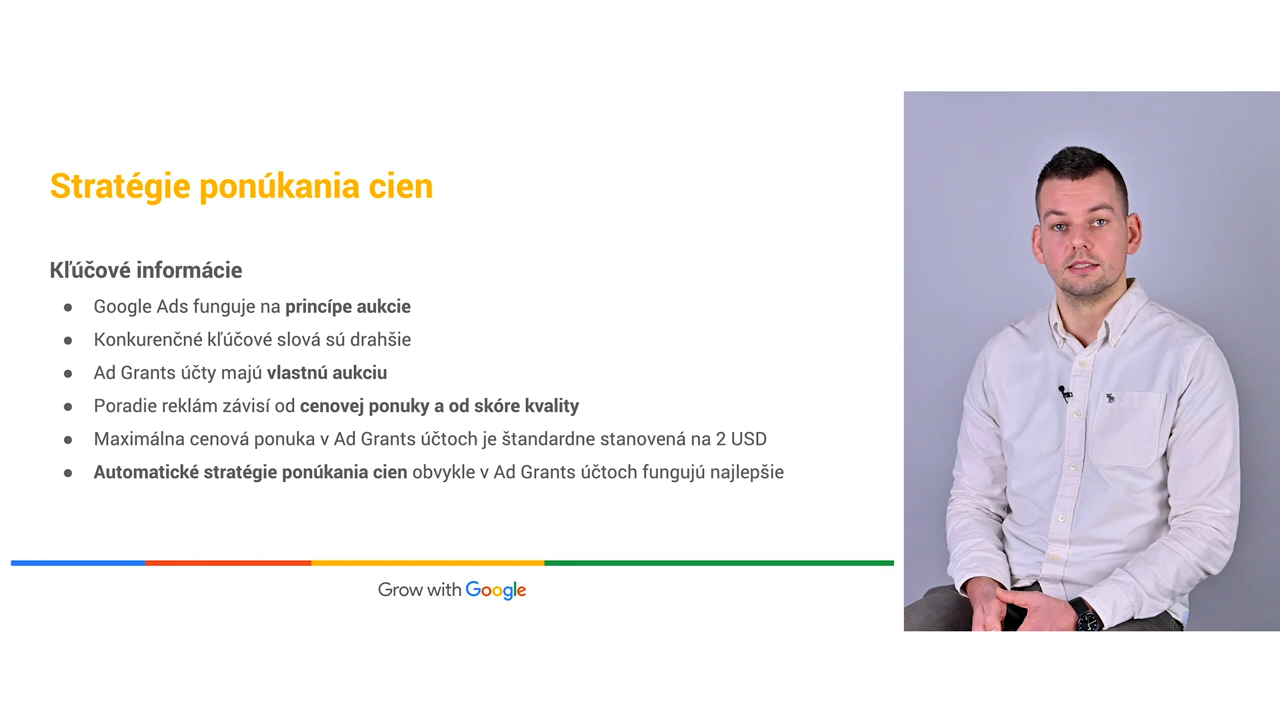 Stratégie ponúkania cien
Kľúčové informácie
● Google Ads funguje na princípe aukcie
● Konkurenčné kľúčové slová sú drahšie
● Ad Grants účty majú vlastnú aukciu
● Poradie reklám závisí od cenovej ponuky a od skóre kvality
● Maximálna cenová ponuka v Ad Grants účtoch je štandardne stanovená na 2 USD
● Automatické stratégie ponúkania cien obvykle v Ad Grants účtoch fungujú najlepšie
Grow with Google